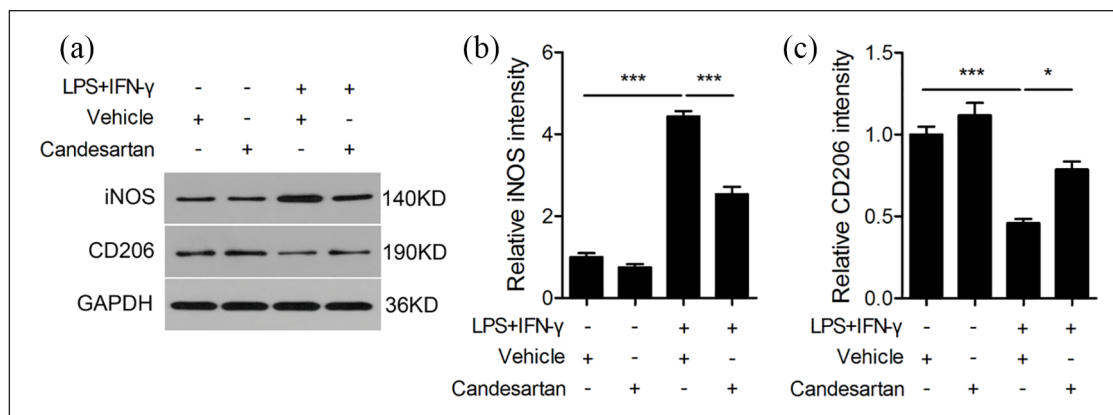 (a)
LPS+IFN-γ - - + +
Vehicle + - + -
Candesartan - + - +
iNOS 140KD
CD206 190KD
GAPDH 36KD
(b)
Relative iNOS intensity
6
4
2
0
*** ***
LPS+IFN-γ - - + +
Vehicle + - + -
Candesartan - + - +
(c)
Relative CD206 intensity
1.5
1.0
0.5
0.0
*** *
LPS+IFN-γ - - + +
Vehicle + - + -
Candesartan - + - +